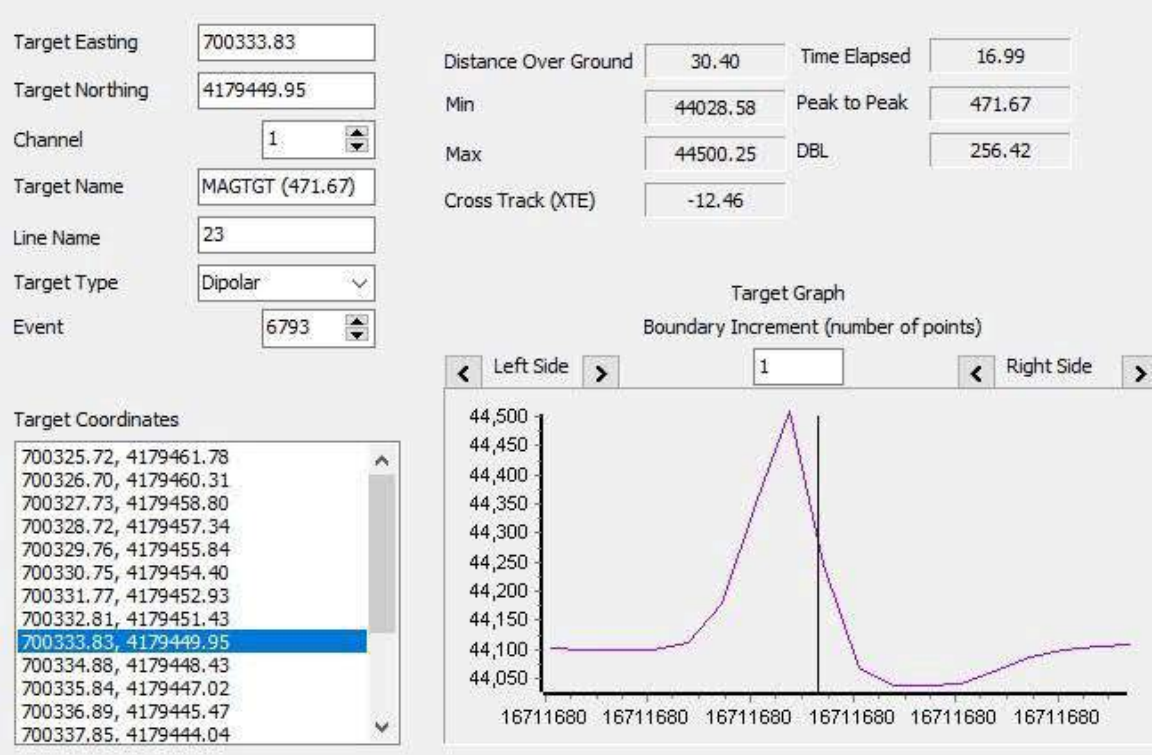 Target Easting 700333.83
Target Northing 4179449.95
Channel 1
Target Name MAGTGT (471.67)
Line Name 23
Target Type Dipolar
Event 6793
Distance Over Ground 30.40 Time Elapsed 16.99
Min 44028.58 Peak to Peak 471.67
Max 44500.25 DBL 256.42
Cross Track (XTE) -12.46
Target Graph
Boundary Increment (number of points)
< Left Side > 1 < Right Side >
Target Coordinates
700325.72, 4179461.78
700326.70, 4179460.31
700327.73, 4179458.80
700328.72, 4179457.34
700329.76, 4179455.84
700330.75, 4179454.40
700331.77, 4179452.93
700332.81, 4179451.43
700333.83, 4179449.95
700334.88, 4179448.43
700335.84, 4179447.02
700336.89, 4179445.47
700337.85, 4179444.04
44,500
44,450
44,400
44,350
44,300
44,250
44,200
44,150
44,100
44,050
16711680 16711680 16711680 16711680 16711680 16711680